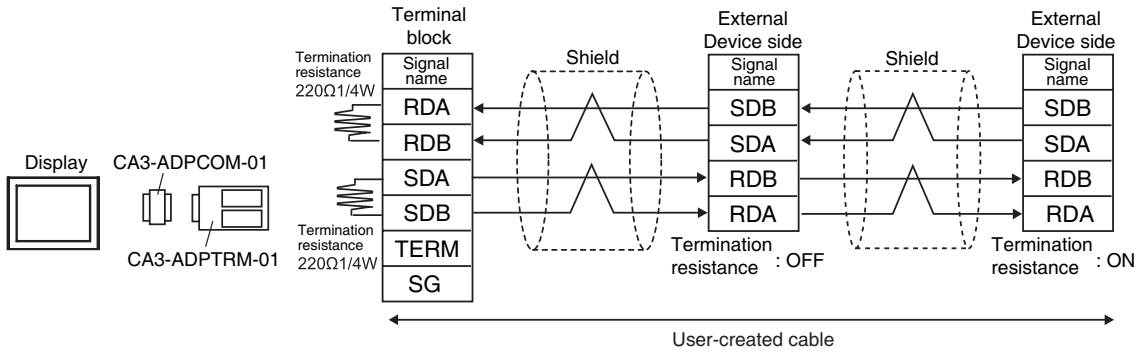 Display
CA3-ADPCOM-01
CA3-ADPTRM-01
Termination
resistance
220Ω1/4W
Termination
resistance
220Ω1/4W
Terminal
block
Signal
name
RDA
RDB
SDA
SDB
TERM
SG
Shield
External
Device side
Signal
name
SDB
SDA
RDB
RDA
Termination
resistance : OFF
Shield
External
Device side
Signal
name
SDB
SDA
RDB
RDA
Termination
resistance : ON
User-created cable